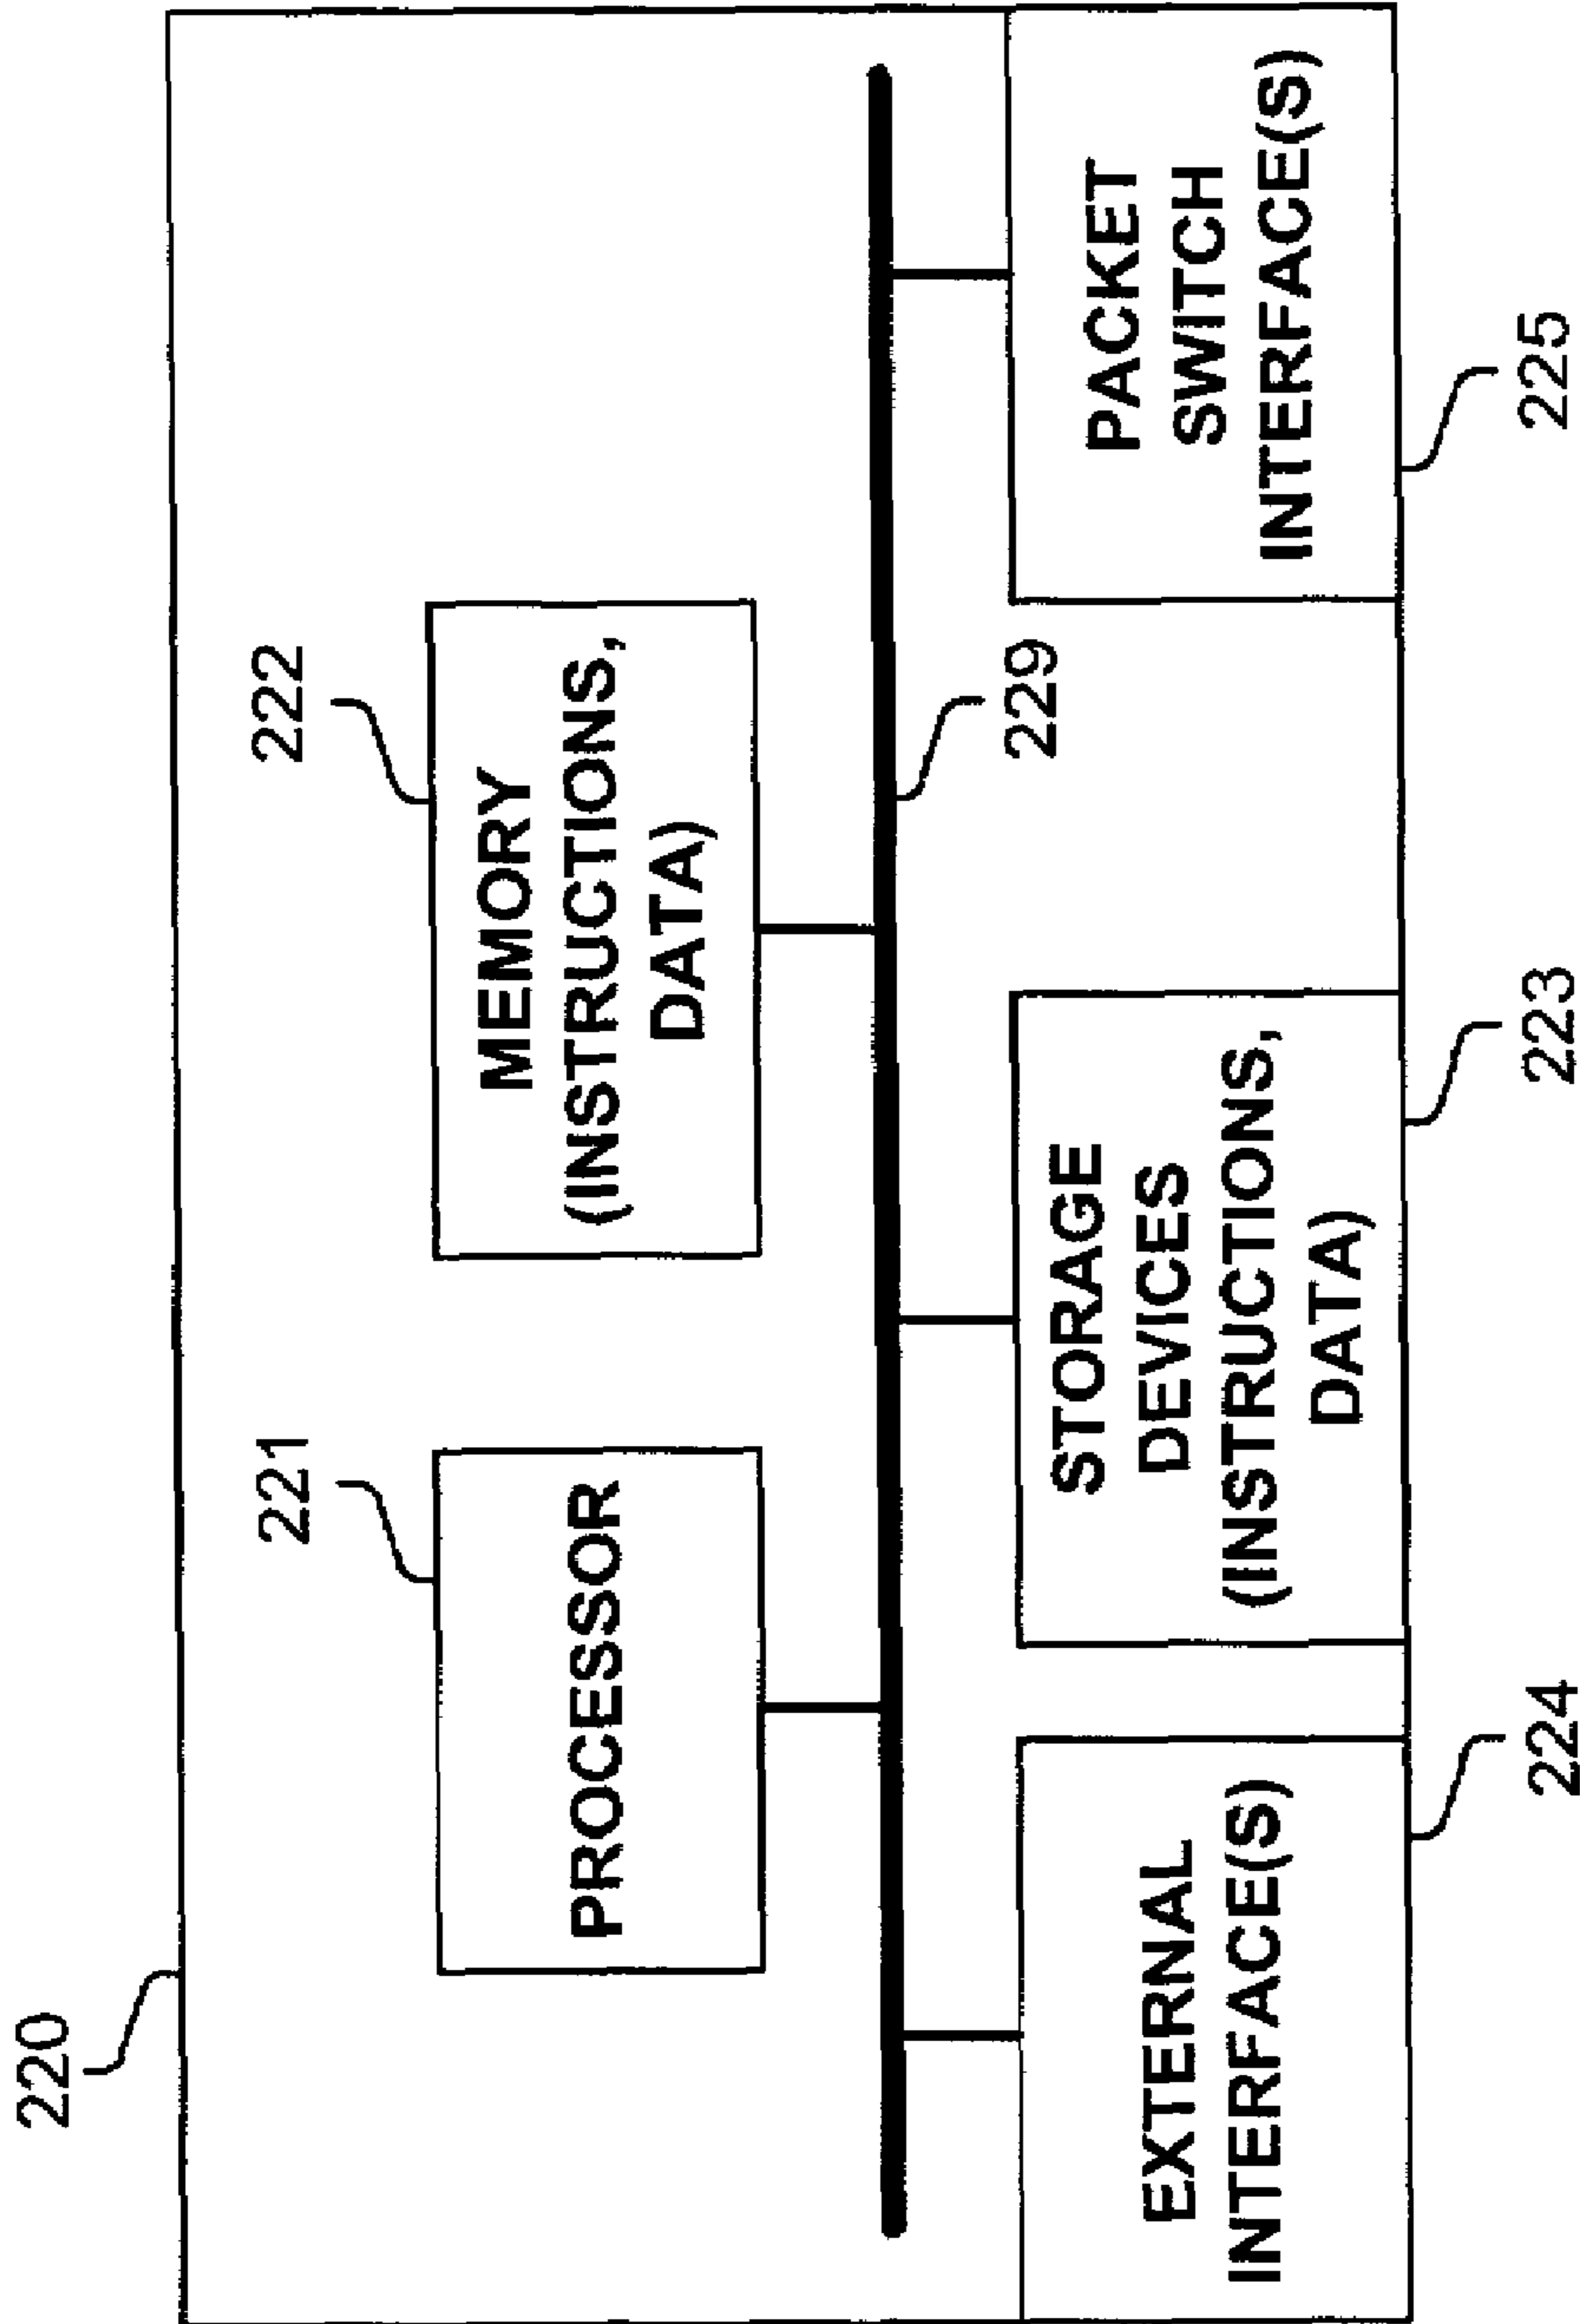 220
221
222
PROCESSOR
MEMORY
(INSTRUCTIONS,
DATA)
229
EXTERNAL
INTERFACE(S)
STORAGE
DEVICES
(INSTRUCTIONS,
DATA)
PACKET
SWITCH
INTERFACE(S)
224
223
225